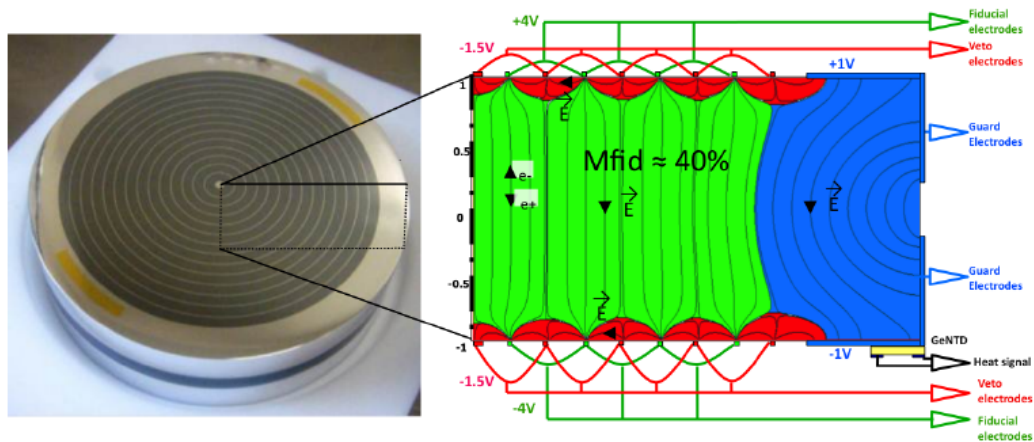 +4V
Fiducial
electrodes
-1.5V
Veto
electrodes
+1V
1
E
0.5
Mfid ≈ 40%
Guard
Electrodes
e-
e+
E
E
0
-0.5
Guard
Electrodes
E
-1
-1V
GeNTD
Heat signal
-1.5V
Veto
electrodes
-4V
Fiducial
electrodes